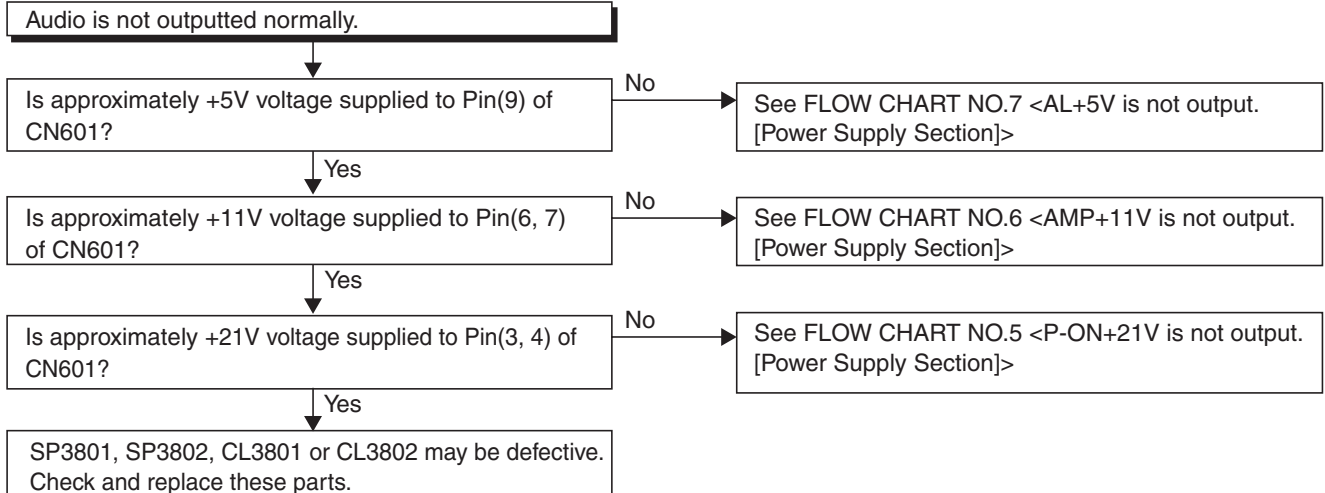 Audio is not outputted normally.
Is approximately +5V voltage supplied to Pin(9) of
CN601?
No
See FLOW CHART NO.7 <AL+5V is not output.
[Power Supply Section]>
Yes
Is approximately +11V voltage supplied to Pin(6, 7)
of CN601?
No
See FLOW CHART NO.6 <AMP+11V is not output.
[Power Supply Section]>
Yes
Is approximately +21V voltage supplied to Pin(3, 4) of
CN601?
No
See FLOW CHART NO.5 <P-ON+21V is not output.
[Power Supply Section]>
Yes
SP3801, SP3802, CL3801 or CL3802 may be defective.
Check and replace these parts.